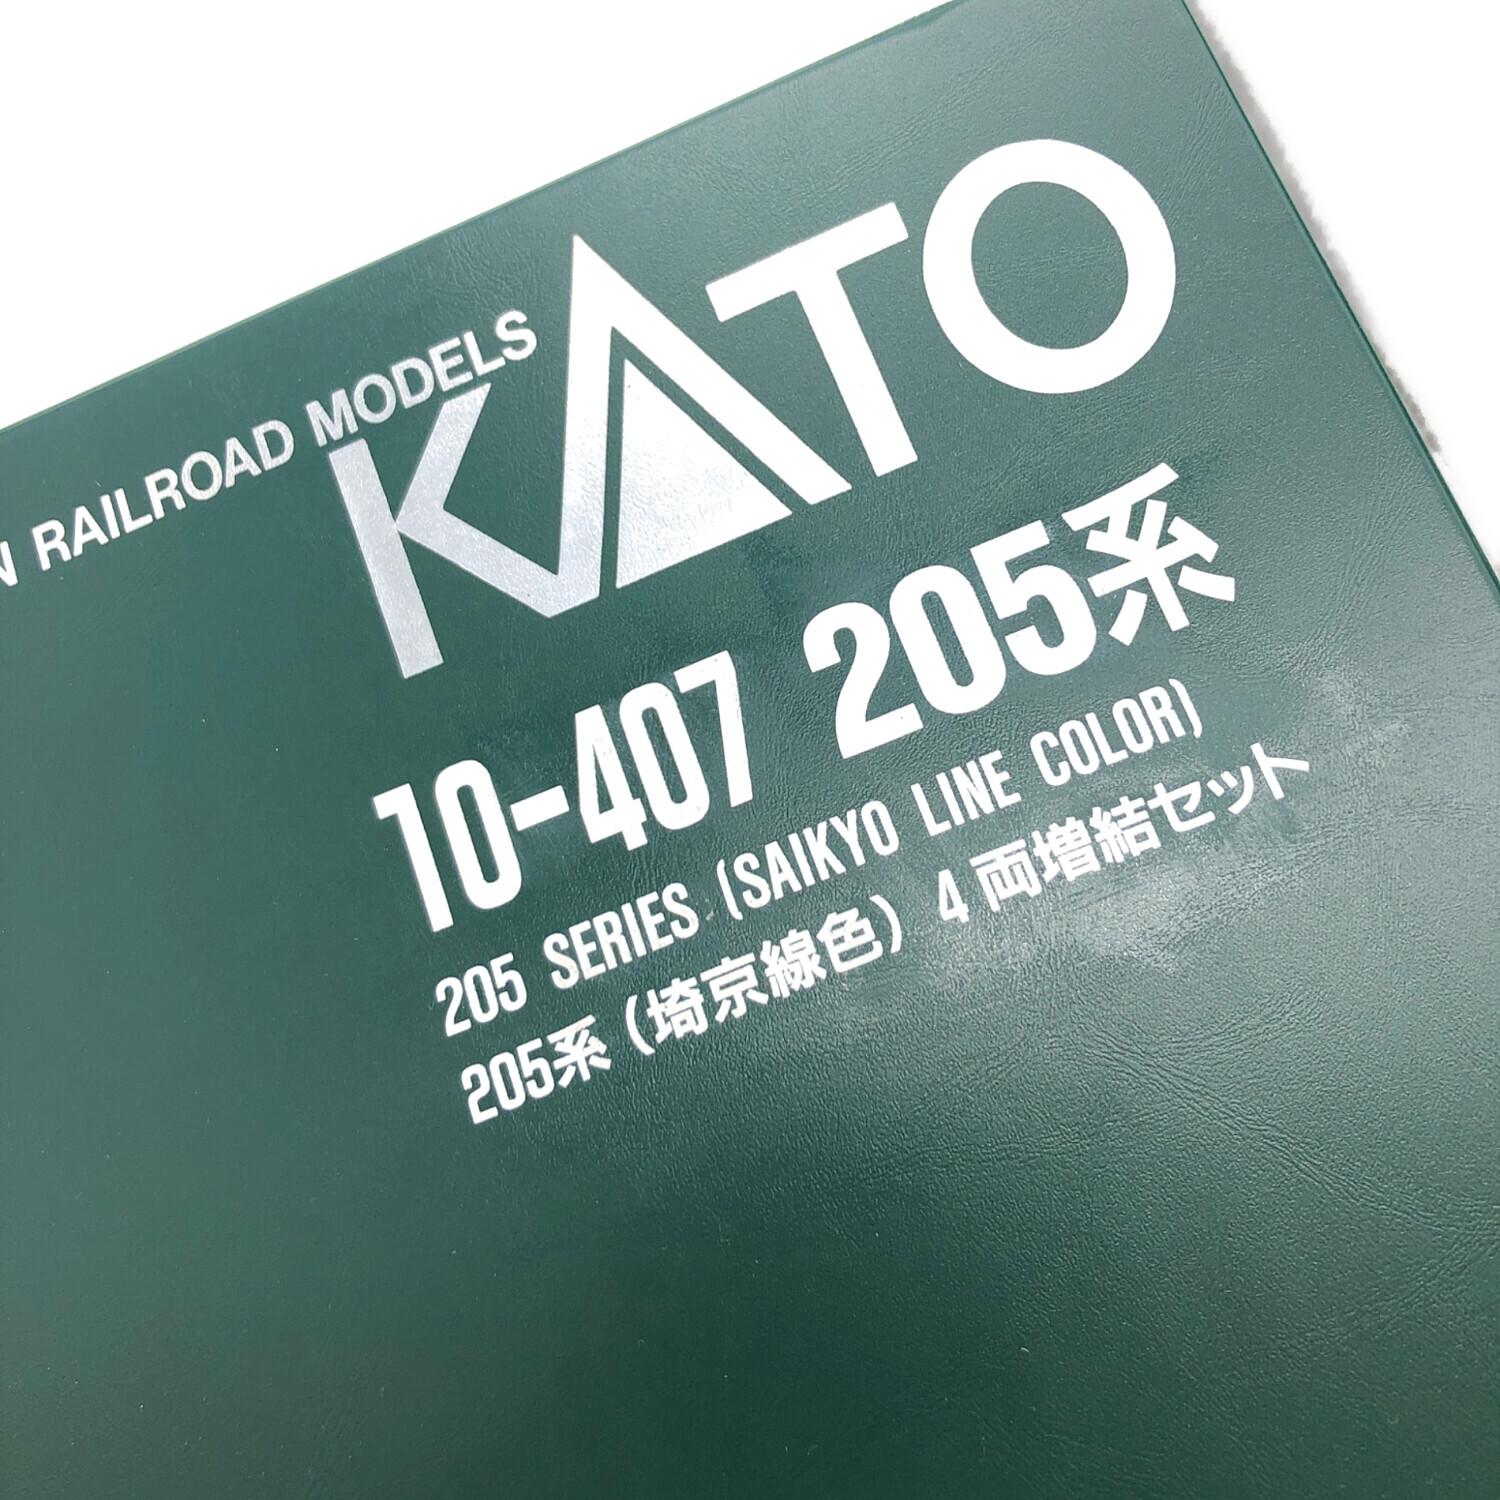 RAILROAD MODELS
KATO
10-407 205系
205 SERIES (SAIKYO LINE COLOR)
205系 (埼京線色) 4両増結セット